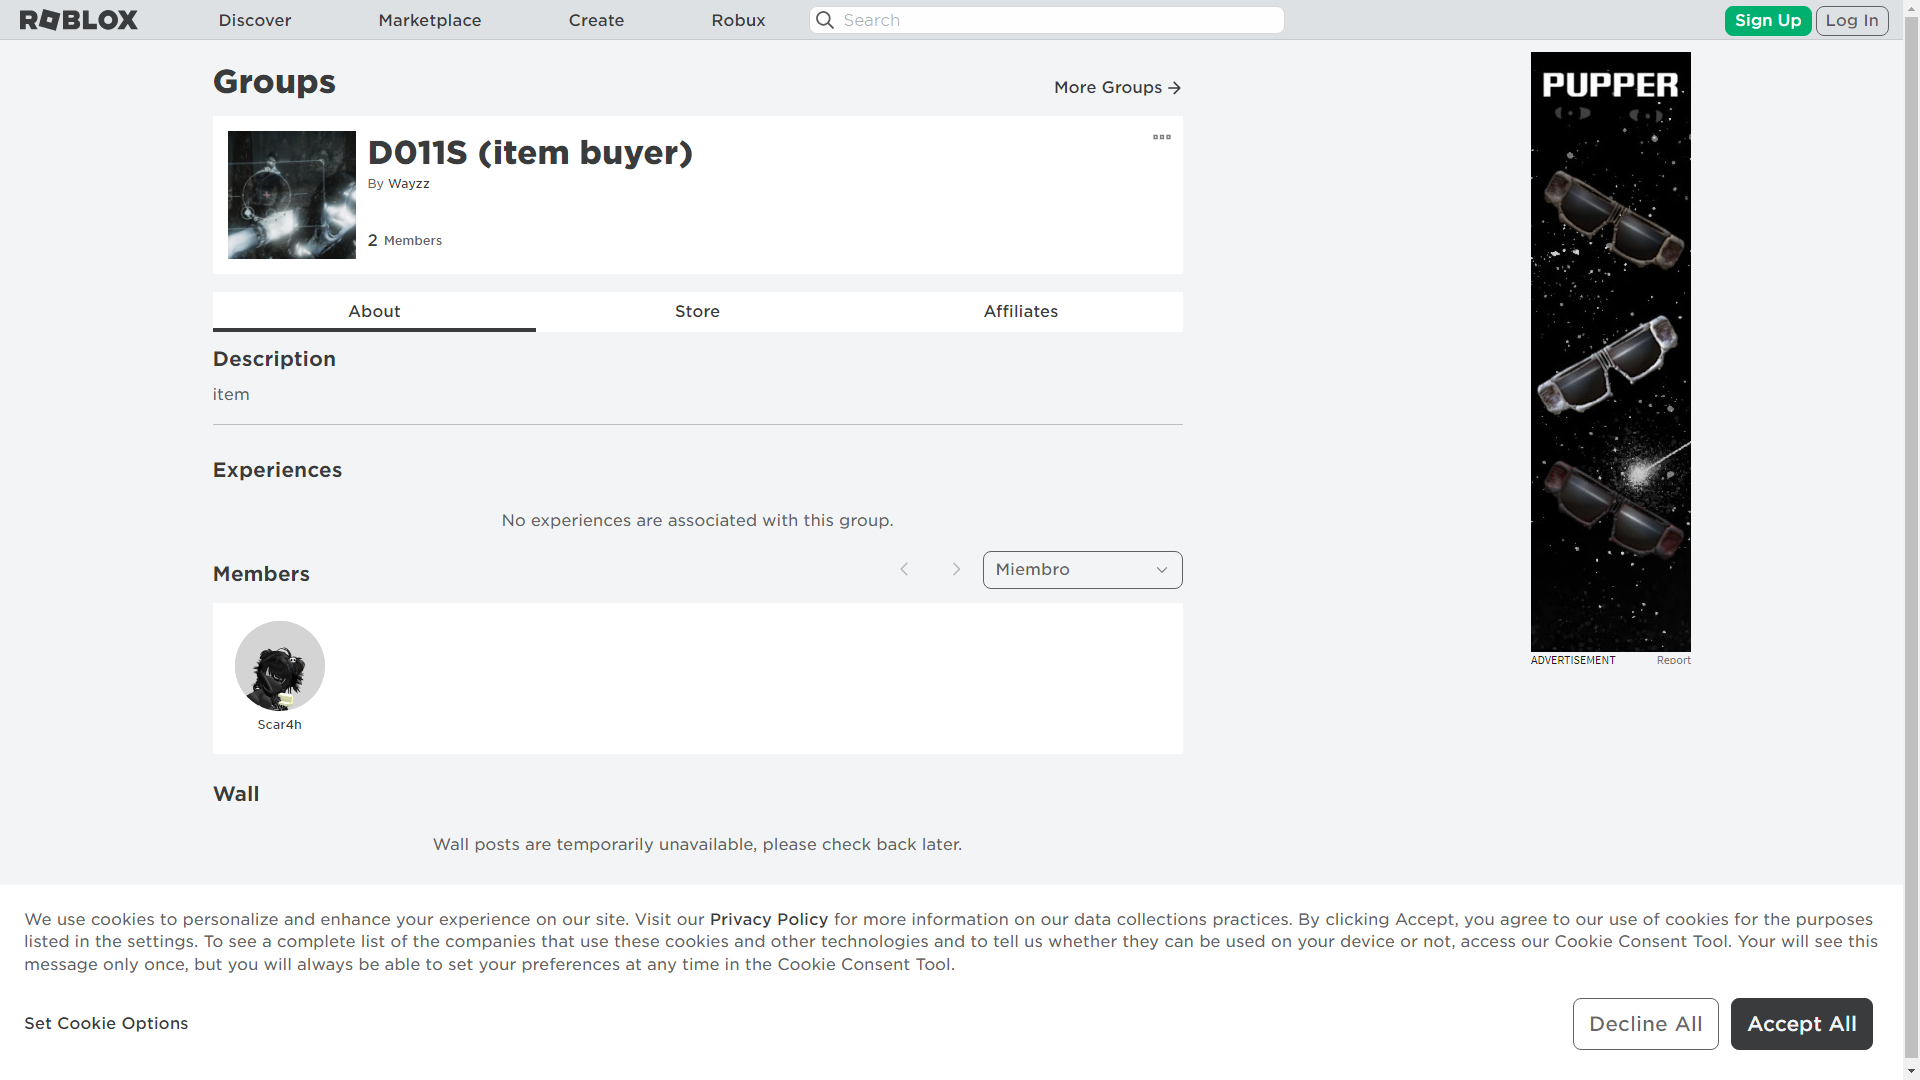 ROBLOX
Discover
Marketplace
Create
Robux
Search
Sign Up
Log In
Groups
More Groups
D011S (item buyer)
By Wayzz
2 Members
About
Store
Affiliates
Description
item
Experiences
No experiences are associated with this group.
Members
Miembro
Scar4h
Wall
Wall posts are temporarily unavailable, please check back later.
PUPPER
ADVERTISEMENT
Report
We use cookies to personalize and enhance your experience on our site. Visit our Privacy Policy for more information on our data collections practices. By clicking Accept, you agree to our use of cookies for the purposes
listed in the settings. To see a complete list of the companies that use these cookies and other technologies and to tell us whether they can be used on your device or not, access our Cookie Consent Tool. Your will see this
message only once, but you will always be able to set your preferences at any time in the Cookie Consent Tool.
Set Cookie Options
Decline All
Accept All